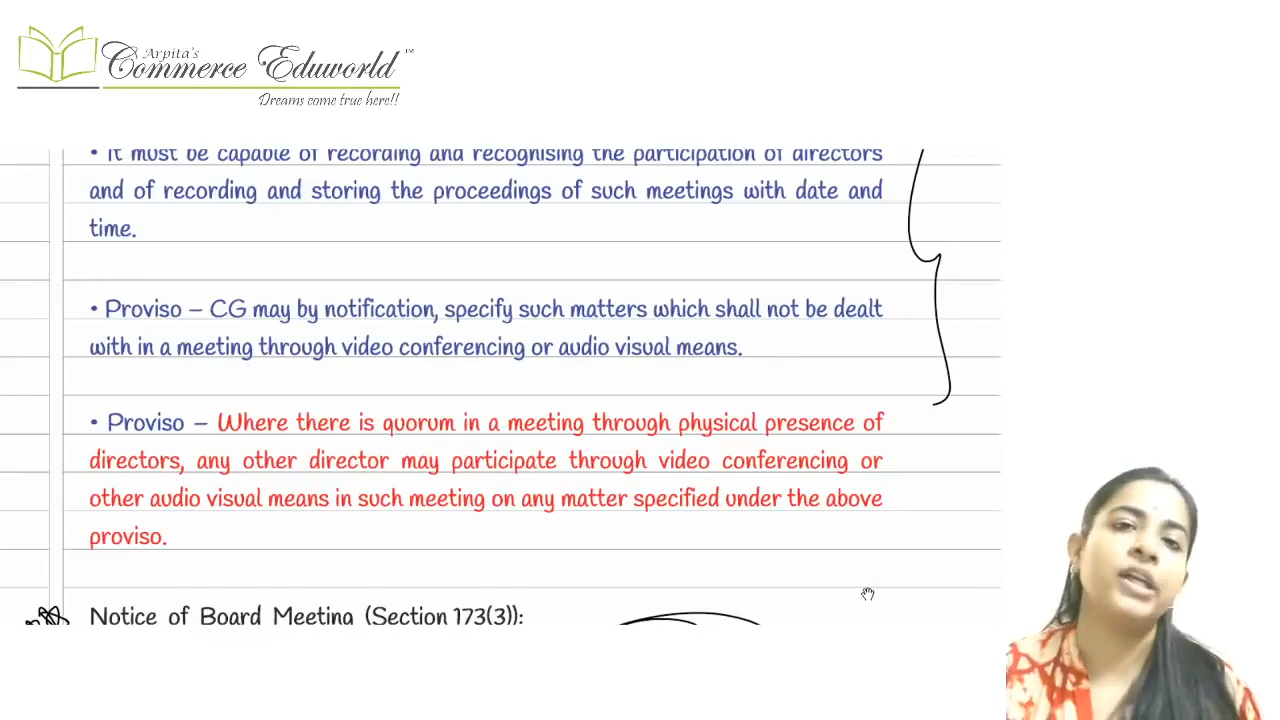 Arpita's
Commerce Eduworld™
Dreams come true here!!
• It must be capable of recording and recognising the participation of directors
and of recording and storing the proceedings of such meetings with date and
time.
• Proviso – CG may by notification, specify such matters which shall not be dealt
with in a meeting through video conferencing or audio visual means.
• Proviso – Where there is quorum in a meeting through physical presence of
directors, any other director may participate through video conferencing or
other audio visual means in such meeting on any matter specified under the above
proviso.
Notice of Board Meeting (Section 173(3)):